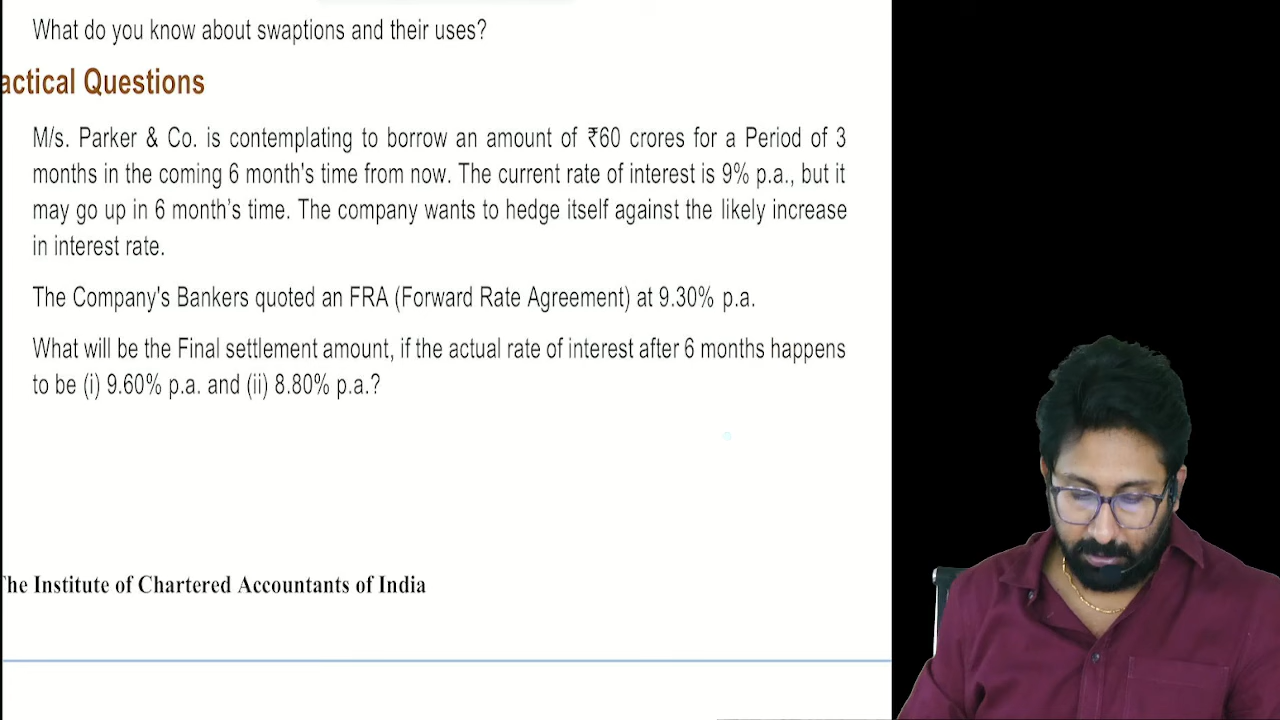 What do you know about swaptions and their uses?
actical Questions
M/s. Parker & Co. is contemplating to borrow an amount of ₹60 crores for a Period of 3
months in the coming 6 month's time from now. The current rate of interest is 9% p.a., but it
may go up in 6 month's time. The company wants to hedge itself against the likely increase
in interest rate.
The Company's Bankers quoted an FRA (Forward Rate Agreement) at 9.30% p.a.
What will be the Final settlement amount, if the actual rate of interest after 6 months happens
to be (i) 9.60% p.a. and (ii) 8.80% p.a.?
The Institute of Chartered Accountants of India